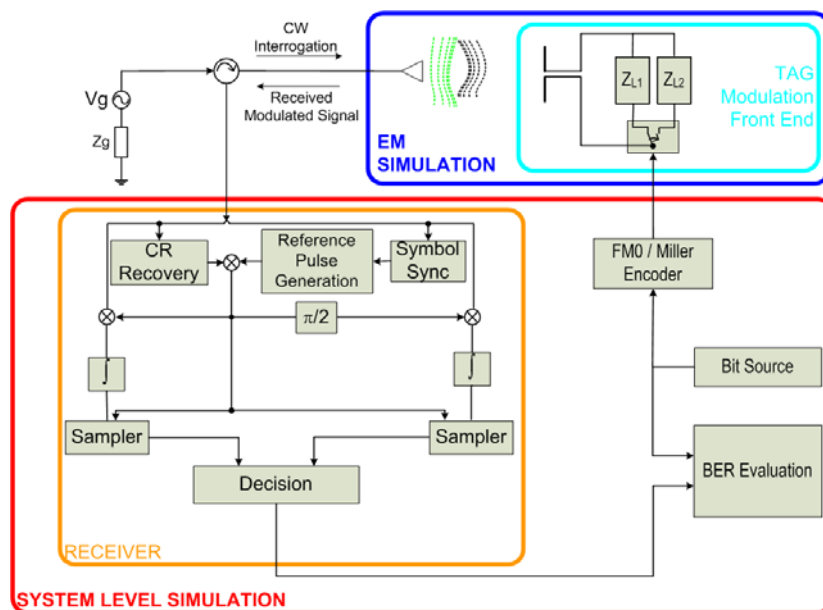 CW
Interrogation
Received
Modulated Signal
Vg
Zg
EM
SIMULATION
ZL1
ZL2
TAG
Modulation
Front End
CR
Recovery
Reference
Pulse
Generation
Symbol
Sync
π/2
∫
∫
Sampler
Sampler
Decision
RECEIVER
FM0 / Miller
Encoder
Bit Source
BER Evaluation
SYSTEM LEVEL SIMULATION